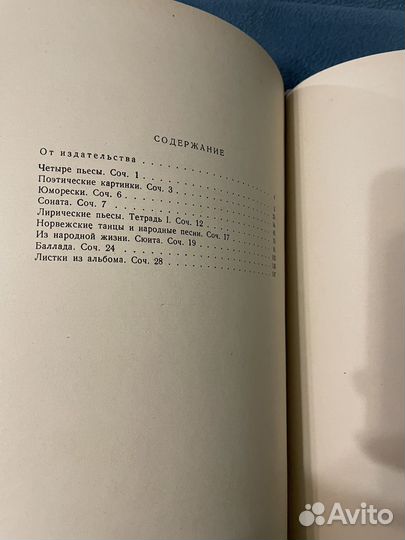 СОДЕРЖАНИЕ
От издательства
Четыре пьесы. Соч. 1
Поэтические картинки. Соч. 3
Юморески. Соч. 6
Соната. Соч. 7
Лирические пьесы. Тетрадь I. Соч. 12
Норвежские танцы и народные песни. Соч. 17
Из народной жизни. Сюита. Соч. 19
Баллада. Соч. 24
Листки из альбома. Соч. 28
Avito